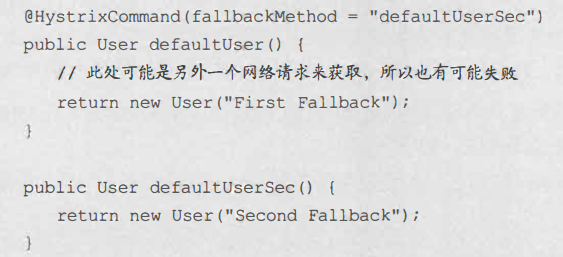 @HystrixCommand(fallbackMethod = "defaultUserSec")
public User defaultUser() {
// 此处可能是另外一个网络请求来获取，所以也有可能失败
return new User("First Fallback");
}
public User defaultUserSec() {
return new User("Second Fallback");
}